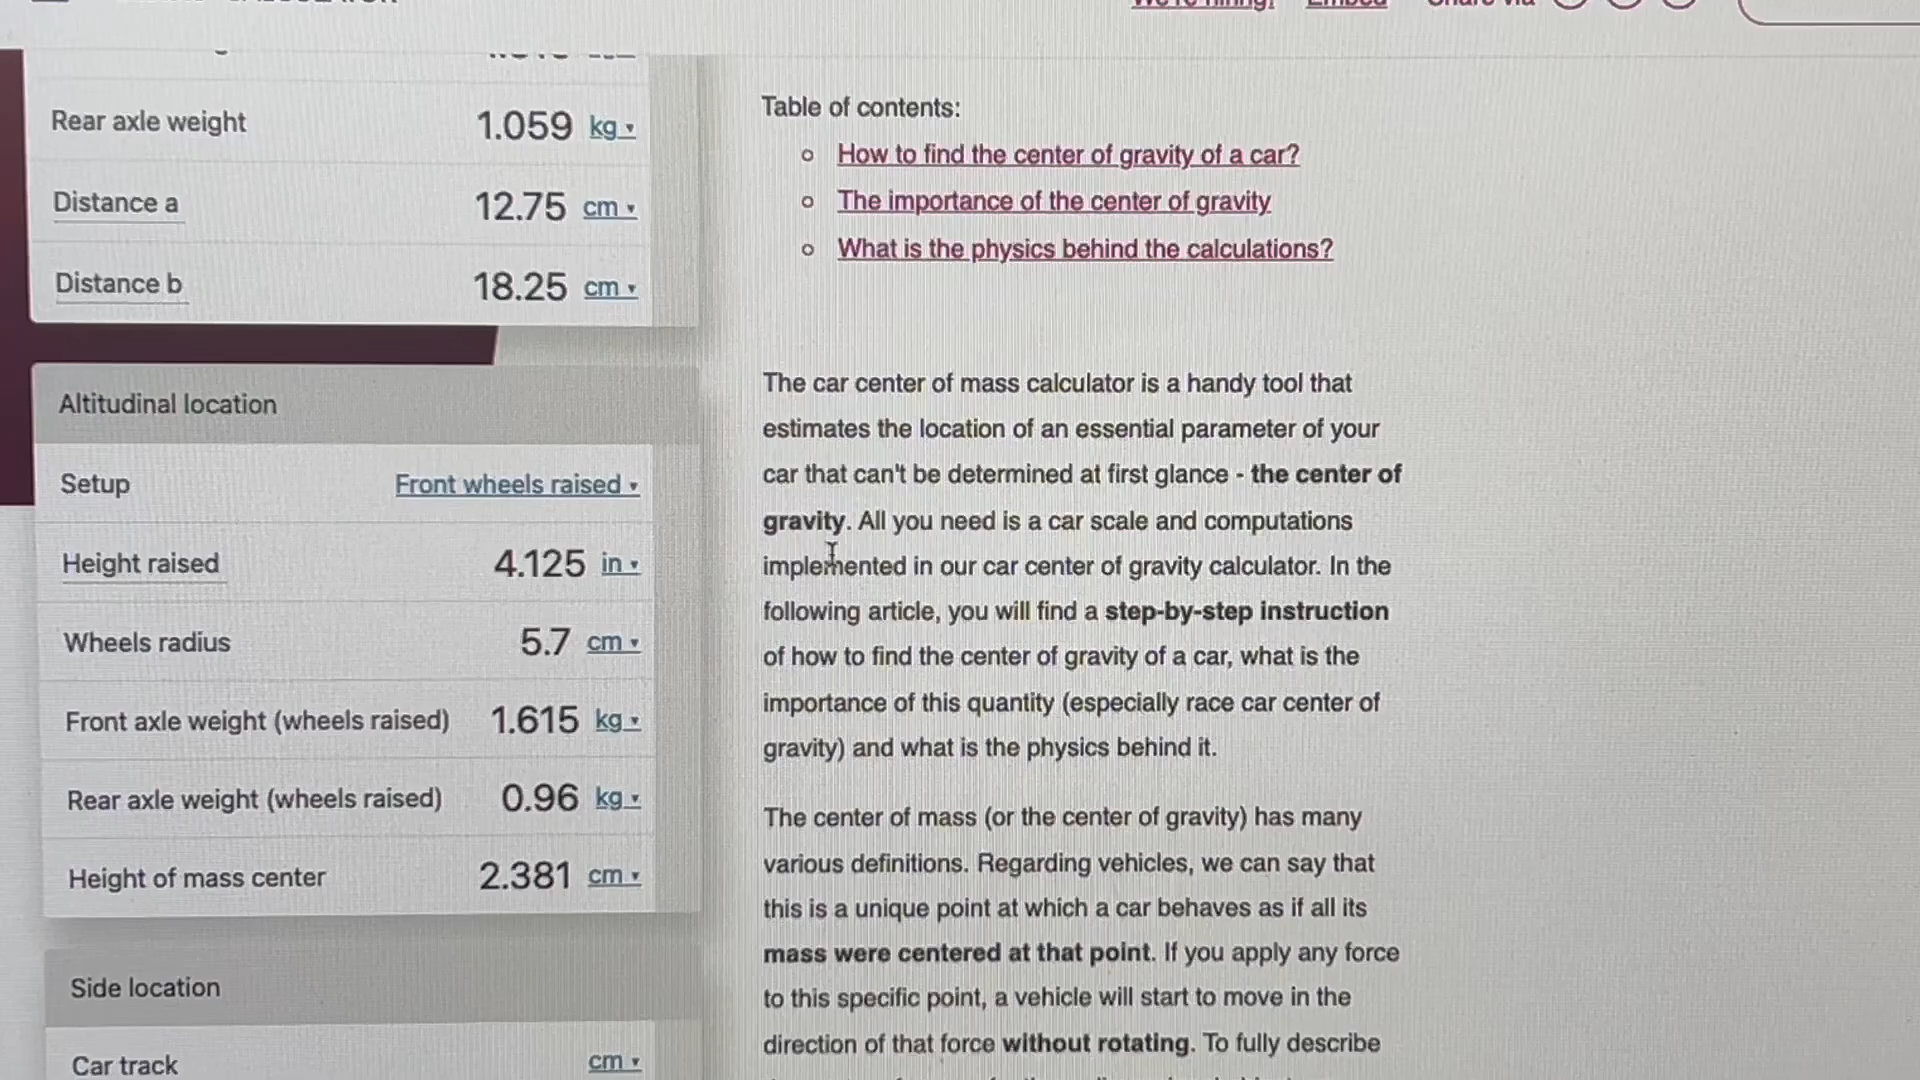 We're hiring! Embed Share via
Rear axle weight 1.059 kg
Distance a 12.75 cm
Distance b 18.25 cm
Altitudinal location
Setup Front wheels raised
Height raised 4.125 in
Wheels radius 5.7 cm
Front axle weight (wheels raised) 1.615 kg
Rear axle weight (wheels raised) 0.96 kg
Height of mass center 2.381 cm
Side location
Car track cm
Table of contents:
How to find the center of gravity of a car?
The importance of the center of gravity
What is the physics behind the calculations?
The car center of mass calculator is a handy tool that
estimates the location of an essential parameter of your
car that can't be determined at first glance - the center of
gravity. All you need is a car scale and computations
implemented in our car center of gravity calculator. In the
following article, you will find a step-by-step instruction
of how to find the center of gravity of a car, what is the
importance of this quantity (especially race car center of
gravity) and what is the physics behind it.
The center of mass (or the center of gravity) has many
various definitions. Regarding vehicles, we can say that
this is a unique point at which a car behaves as if all its
mass were centered at that point. If you apply any force
to this specific point, a vehicle will start to move in the
direction of that force without rotating. To fully describe